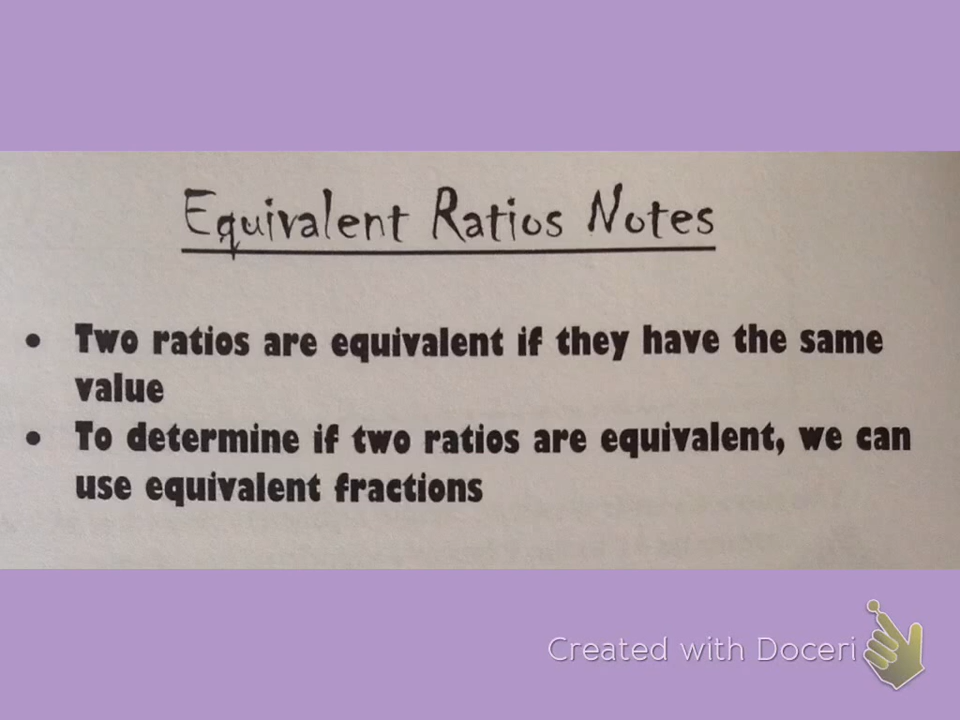 Equivalent Ratios Notes
• Two ratios are equivalent if they have the same
value
• To determine if two ratios are equivalent, we can
use equivalent fractions
Created with Doceri